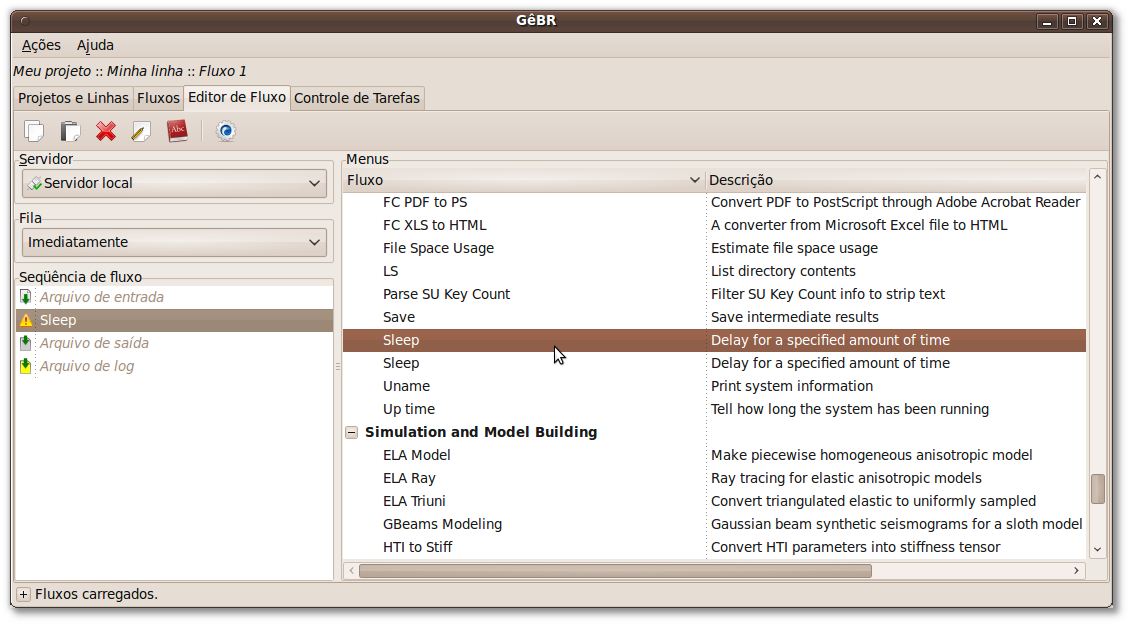 GêBR
Ações Ajuda
Meu projeto :: Minha linha :: Fluxo 1
Projetos e Linhas Fluxos Editor de Fluxo Controle de Tarefas
Abc
Servidor
Servidor local
Fila
Imediatamente
Seqüência de fluxo
Arquivo de entrada
Sleep
Arquivo de saída
Arquivo de log
Menus
Fluxo Descrição
FC PDF to PS Convert PDF to PostScript through Adobe Acrobat Reader
FC XLS to HTML A converter from Microsoft Excel file to HTML
File Space Usage Estimate file space usage
LS List directory contents
Parse SU Key Count Filter SU Key Count info to strip text
Save Save intermediate results
Sleep Delay for a specified amount of time
Sleep Delay for a specified amount of time
Uname Print system information
Up time Tell how long the system has been running
Simulation and Model Building
ELA Model Make piecewise homogeneous anisotropic model
ELA Ray Ray tracing for elastic anisotropic models
ELA Triuni Convert triangulated elastic to uniformly sampled
GBeams Modeling Gaussian beam synthetic seismograms for a sloth model
HTI to Stiff Convert HTI parameters into stiffness tensor
Fluxos carregados.